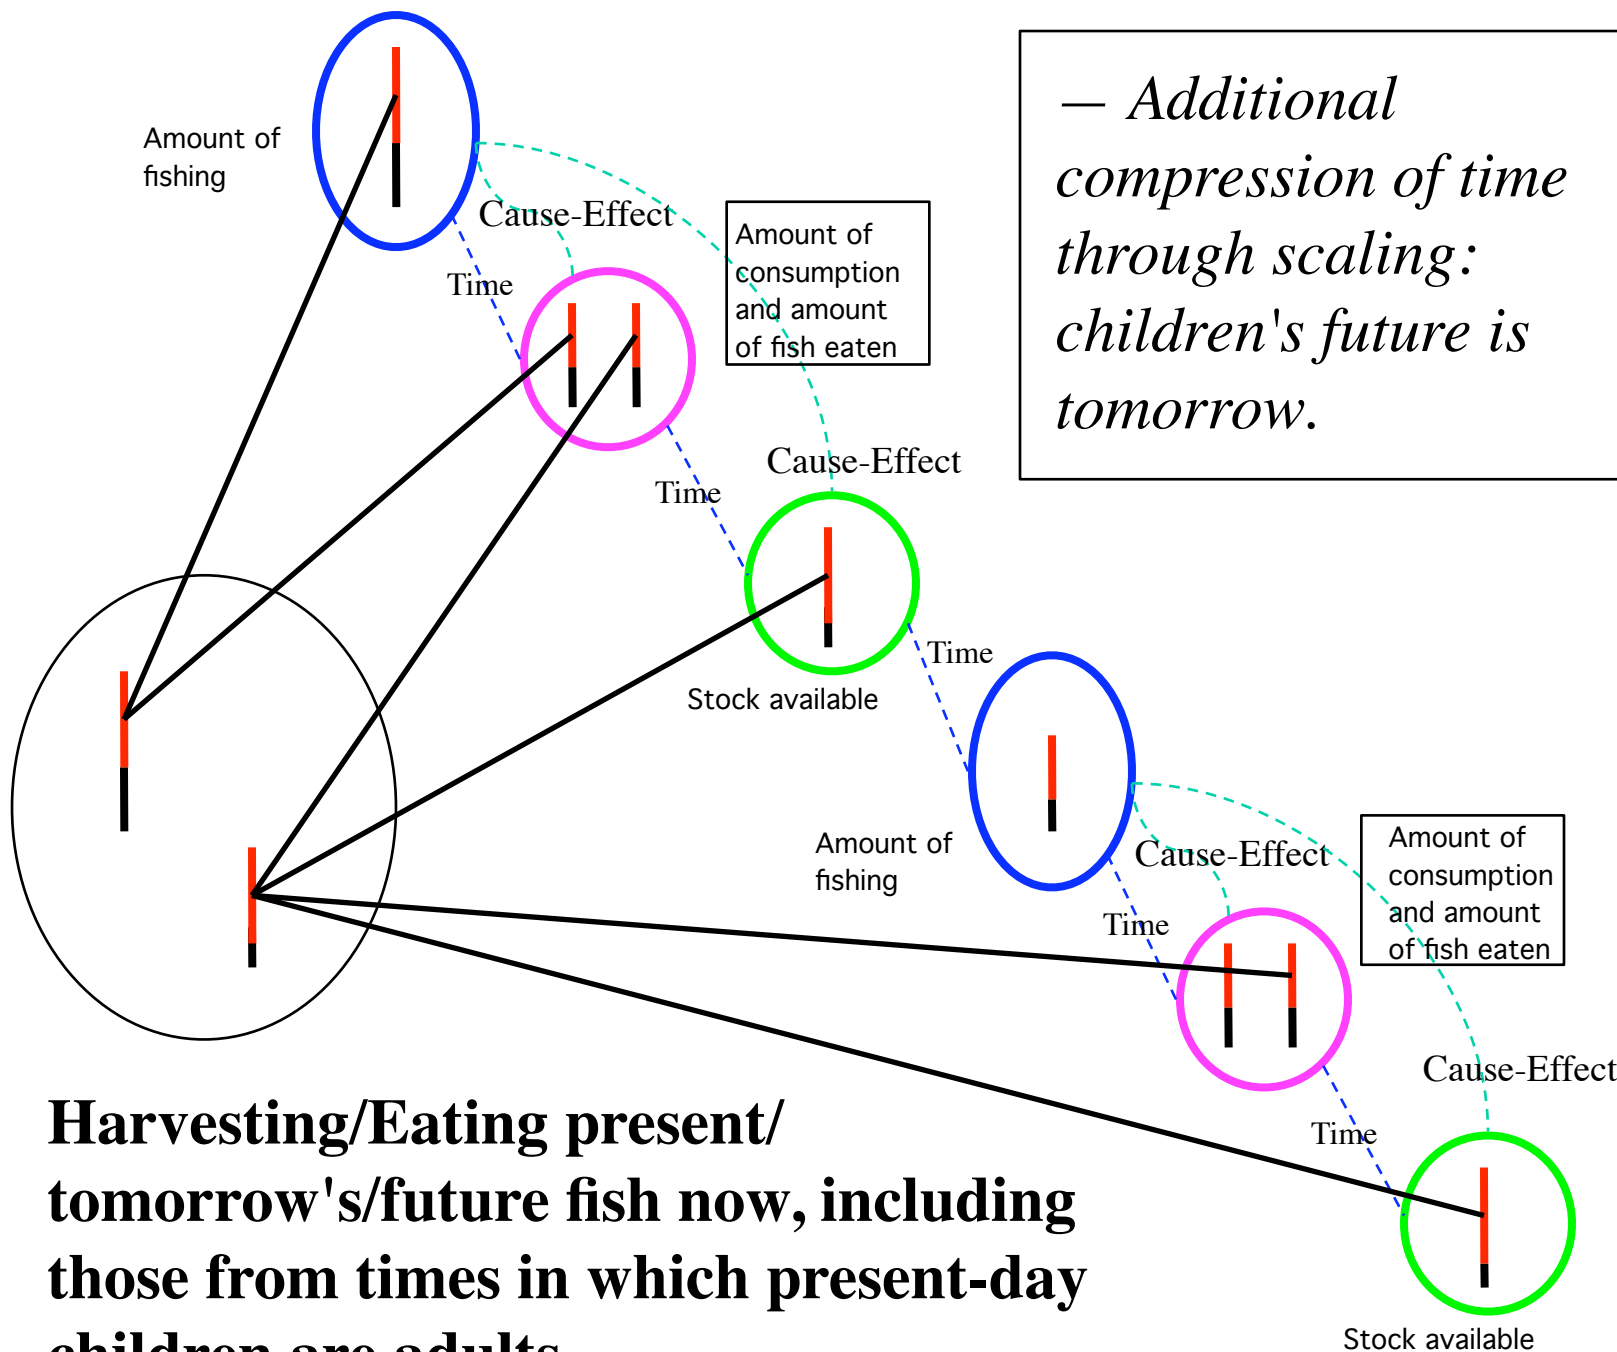 Amount of
fishing
Cause-Effect
Time
Amount of
consumption
and amount
of fish eaten
— Additional
compression of time
through scaling:
children's future is
tomorrow.
Cause-Effect
Time
Stock available
Time
Amount of
fishing
Cause-Effect
Time
Amount of
consumption
and amount
of fish eaten
Cause-Effect
Time
Stock available
Harvesting/Eating present/
tomorrow's/future fish now, including
those from times in which present-day
children are adults